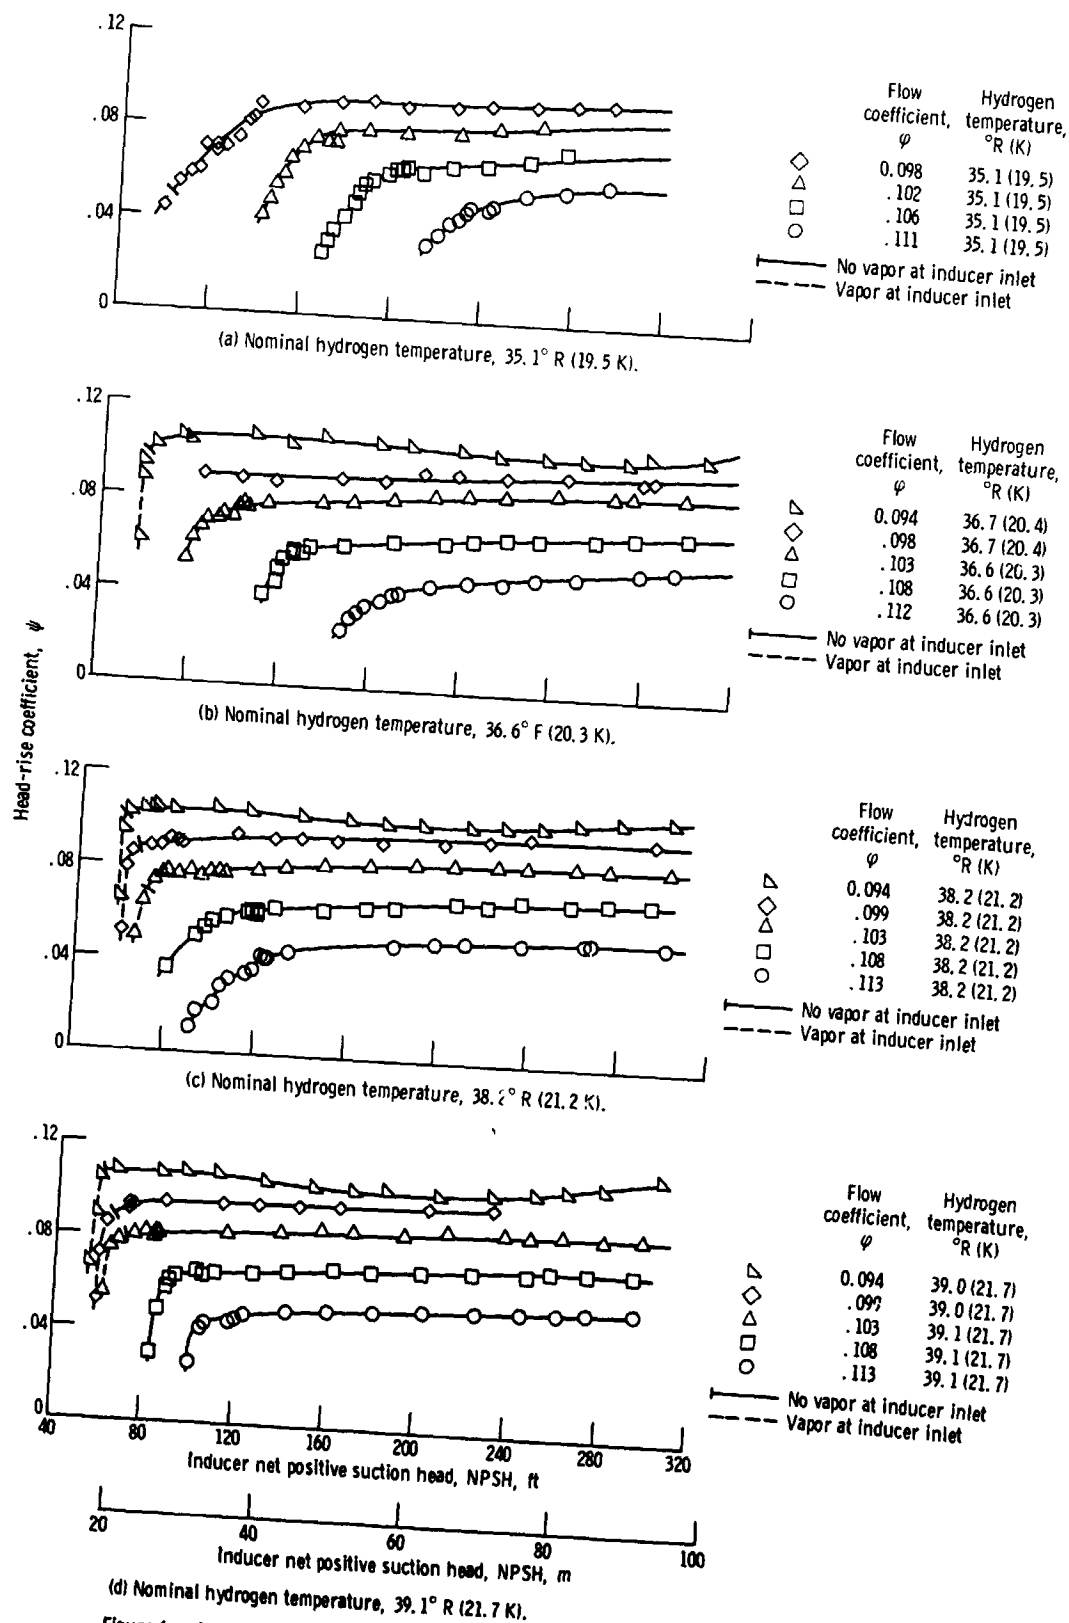 .12
.08
.04
0
Flow coefficient, φ
Hydrogen temperature, °R (K)
0.098 35.1 (19.5)
.102 35.1 (19.5)
.106 35.1 (19.5)
.111 35.1 (19.5)
No vapor at inducer inlet
Vapor at inducer inlet
(a) Nominal hydrogen temperature, 35.1° R (19.5 K).
Head-rise coefficient, ψ
.12
.08
.04
0
Flow coefficient, φ
Hydrogen temperature, °R (K)
0.094 36.7 (20.4)
.098 36.7 (20.4)
.103 36.6 (20.3)
.108 36.6 (20.3)
.112 36.6 (20.3)
No vapor at inducer inlet
Vapor at inducer inlet
(b) Nominal hydrogen temperature, 36.6° F (20.3 K).
.12
.08
.04
0
Flow coefficient, φ
Hydrogen temperature, °R (K)
0.094 38.2 (21.2)
.099 38.2 (21.2)
.103 38.2 (21.2)
.108 38.2 (21.2)
.113 38.2 (21.2)
No vapor at inducer inlet
Vapor at inducer inlet
(c) Nominal hydrogen temperature, 38.2° R (21.2 K).
.12
.08
.04
0
Flow coefficient, φ
Hydrogen temperature, °R (K)
0.094 39.0 (21.7)
.099 39.0 (21.7)
.103 39.1 (21.7)
.108 39.1 (21.7)
.113 39.1 (21.7)
No vapor at inducer inlet
Vapor at inducer inlet
40 80 120 160 200 240 280 320
Inducer net positive suction head, NPSH, ft
20 40 60 80 100
Inducer net positive suction head, NPSH, m
(d) Nominal hydrogen temperature, 39.1° R (21.7 K).